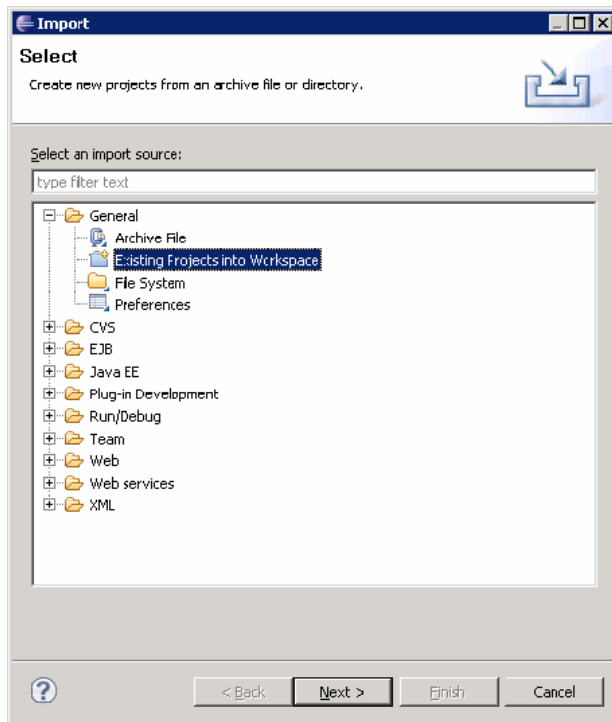 Import
Select
Create new projects from an archive file or directory.
Select an import source:
type filter text
General
Archive File
Existing Projects into Workspace
File System
Preferences
CVS
EJB
Java EE
Plug-in Development
Run/Debug
Team
Web
Web services
XML
?
< Back
Next >
Finish
Cancel